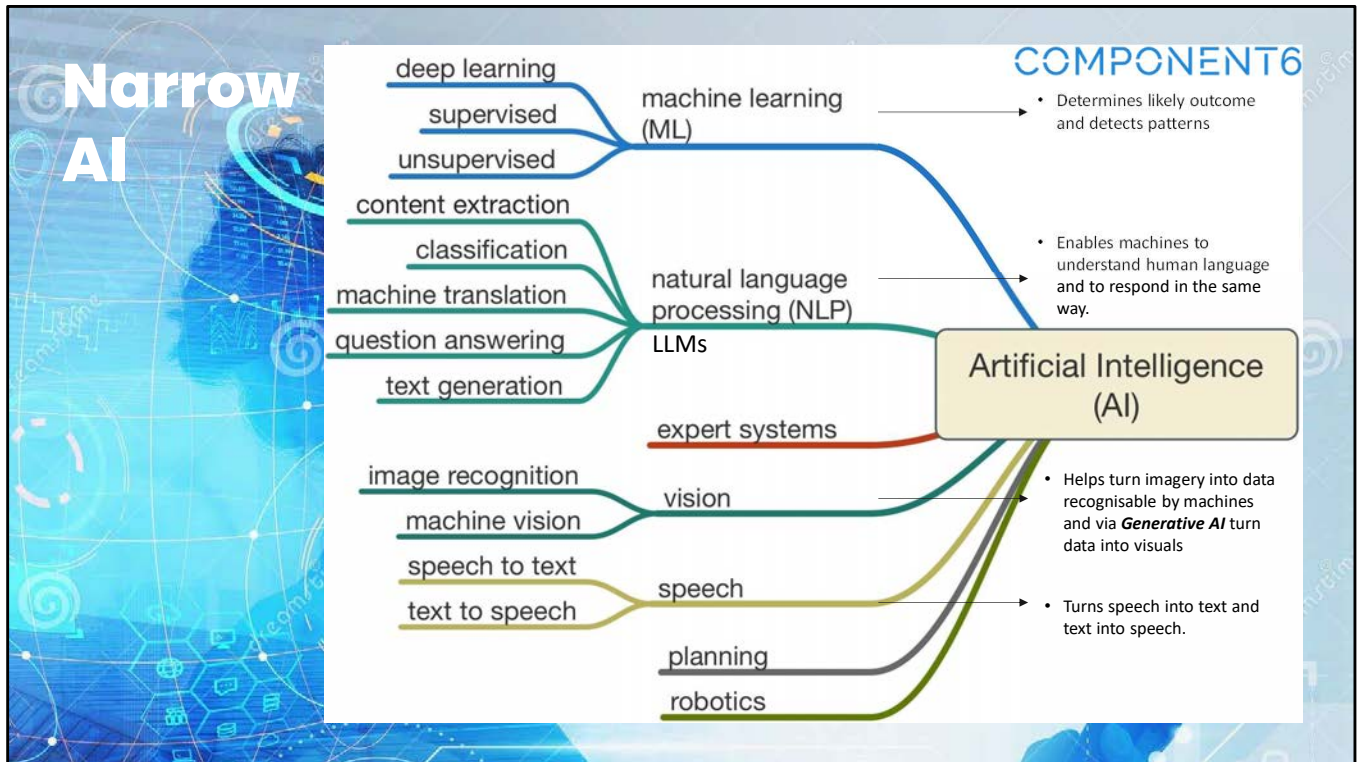 Narrow
AI
COMPONENT6
deep learning
supervised
unsupervised
machine learning
(ML)
• Determines likely outcome
and detects patterns
content extraction
classification
machine translation
question answering
text generation
natural language
processing (NLP)
LLMs
• Enables machines to
understand human language
and to respond in the same
way.
Artificial Intelligence
(AI)
expert systems
image recognition
machine vision
vision
• Helps turn imagery into data
recognisable by machines
and via Generative AI turn
data into visuals
speech to text
text to speech
speech
• Turns speech into text and
text into speech.
planning
robotics